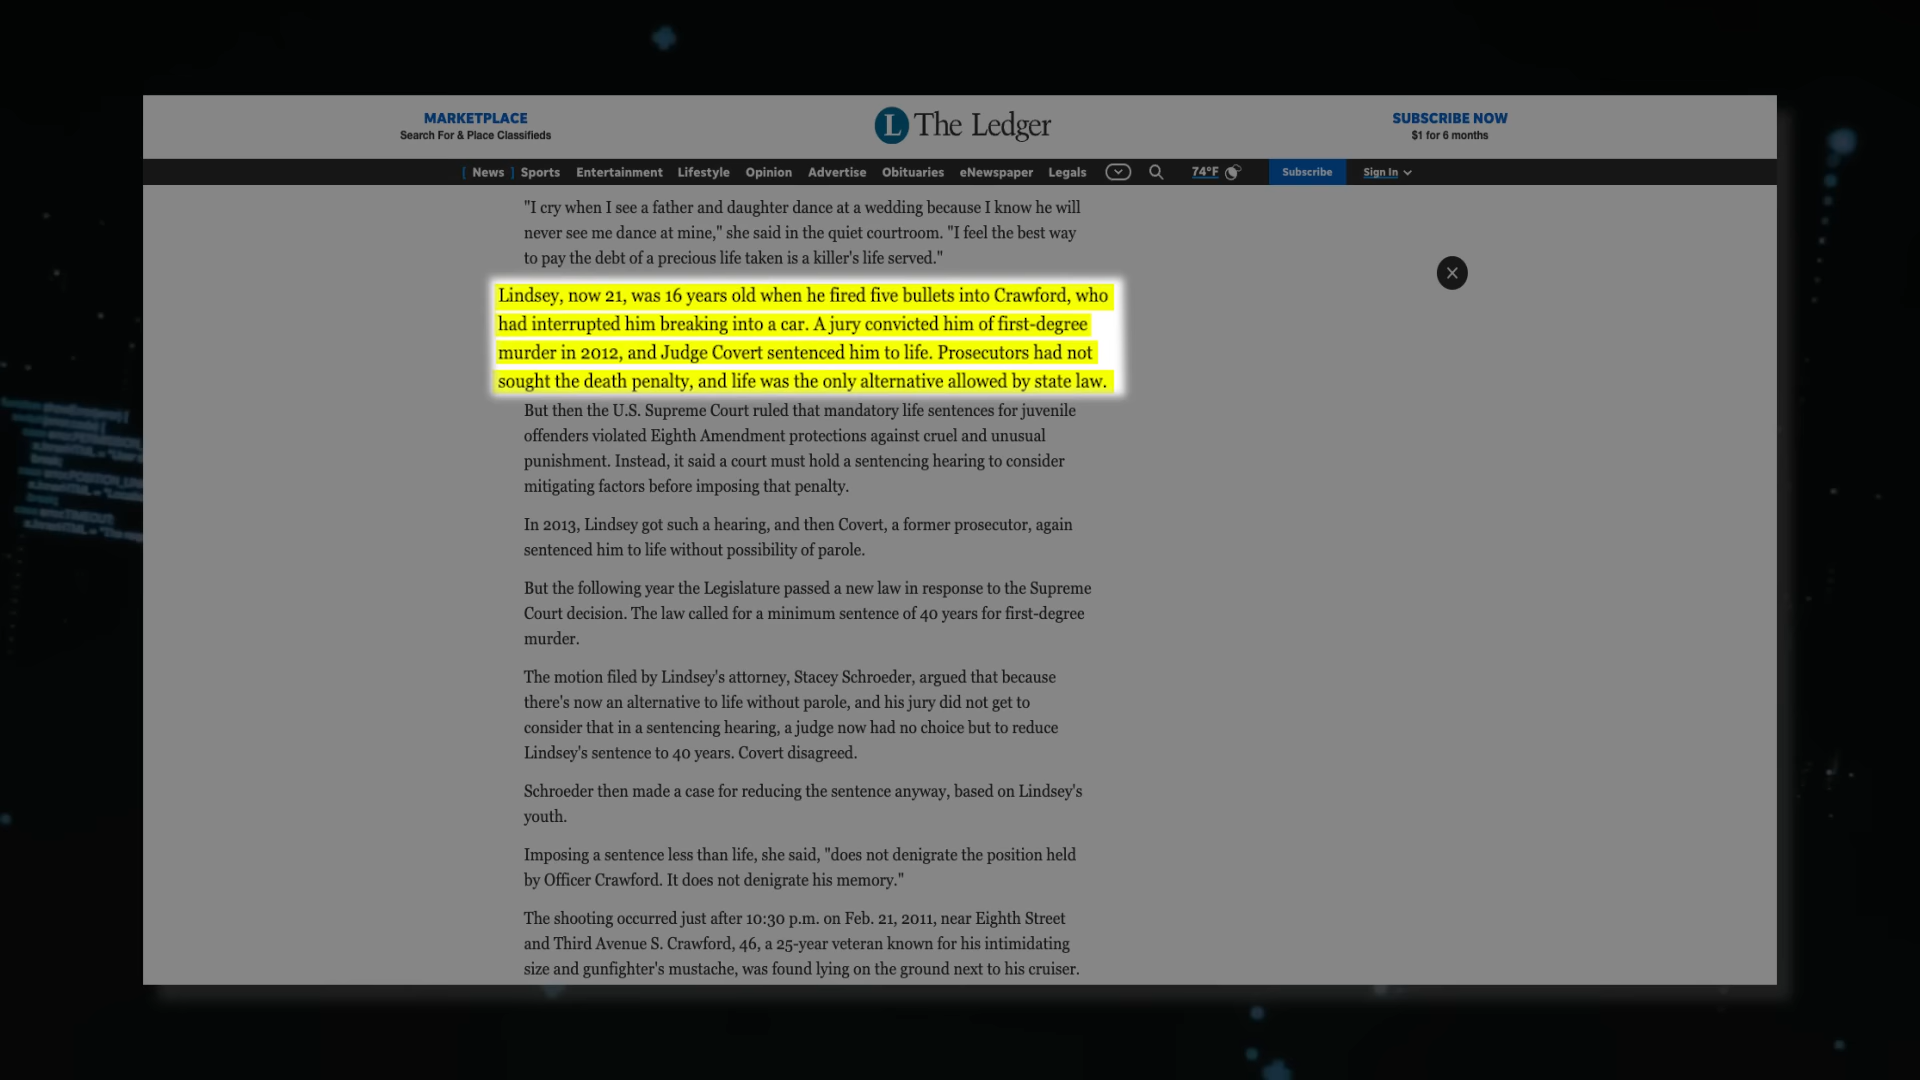 MARKETPLACE
Search For & Place Classifieds
L The Ledger
SUBSCRIBE NOW
$1 for 6 months
[ News ] Sports Entertainment Lifestyle Opinion Advertise Obituaries eNewspaper Legals 74°F Subscribe Sign In
"I cry when I see a father and daughter dance at a wedding because I know he will
never see me dance at mine," she said in the quiet courtroom. "I feel the best way
to pay the debt of a precious life taken is a killer's life served."
Lindsey, now 21, was 16 years old when he fired five bullets into Crawford, who
had interrupted him breaking into a car. A jury convicted him of first-degree
murder in 2012, and Judge Covert sentenced him to life. Prosecutors had not
sought the death penalty, and life was the only alternative allowed by state law.
But then the U.S. Supreme Court ruled that mandatory life sentences for juvenile
offenders violated Eighth Amendment protections against cruel and unusual
punishment. Instead, it said a court must hold a sentencing hearing to consider
mitigating factors before imposing that penalty.
In 2013, Lindsey got such a hearing, and then Covert, a former prosecutor, again
sentenced him to life without possibility of parole.
But the following year the Legislature passed a new law in response to the Supreme
Court decision. The law called for a minimum sentence of 40 years for first-degree
murder.
The motion filed by Lindsey's attorney, Stacey Schroeder, argued that because
there's now an alternative to life without parole, and his jury did not get to
consider that in a sentencing hearing, a judge now had no choice but to reduce
Lindsey's sentence to 40 years. Covert disagreed.
Schroeder then made a case for reducing the sentence anyway, based on Lindsey's
youth.
Imposing a sentence less than life, she said, "does not denigrate the position held
by Officer Crawford. It does not denigrate his memory."
The shooting occurred just after 10:30 p.m. on Feb. 21, 2011, near Eighth Street
and Third Avenue S. Crawford, 46, a 25-year veteran known for his intimidating
size and gunfighter's mustache, was found lying on the ground next to his cruiser.